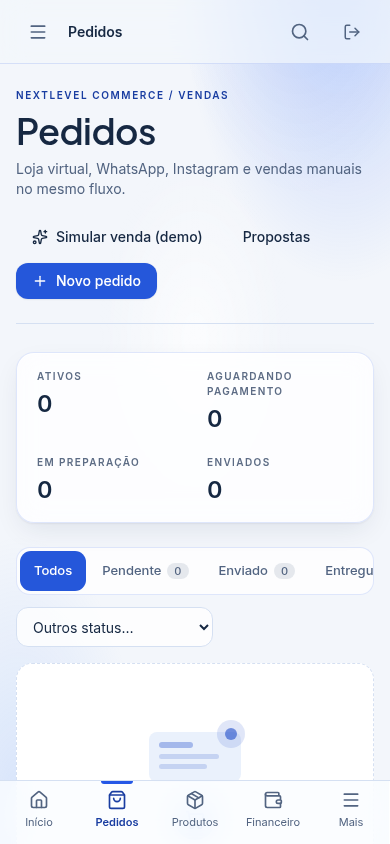 Pedidos
NEXTLEVEL COMMERCE / VENDAS
Pedidos
Loja virtual, WhatsApp, Instagram e vendas manuais
no mesmo fluxo.
Simular venda (demo)
Propostas
Novo pedido
ATIVOS
0
AGUARDANDO
PAGAMENTO
0
EM PREPARAÇÃO
0
ENVIADOS
0
Todos
Pendente 0
Enviado 0
Entregu
Outros status...
Início
Pedidos
Produtos
Financeiro
Mais